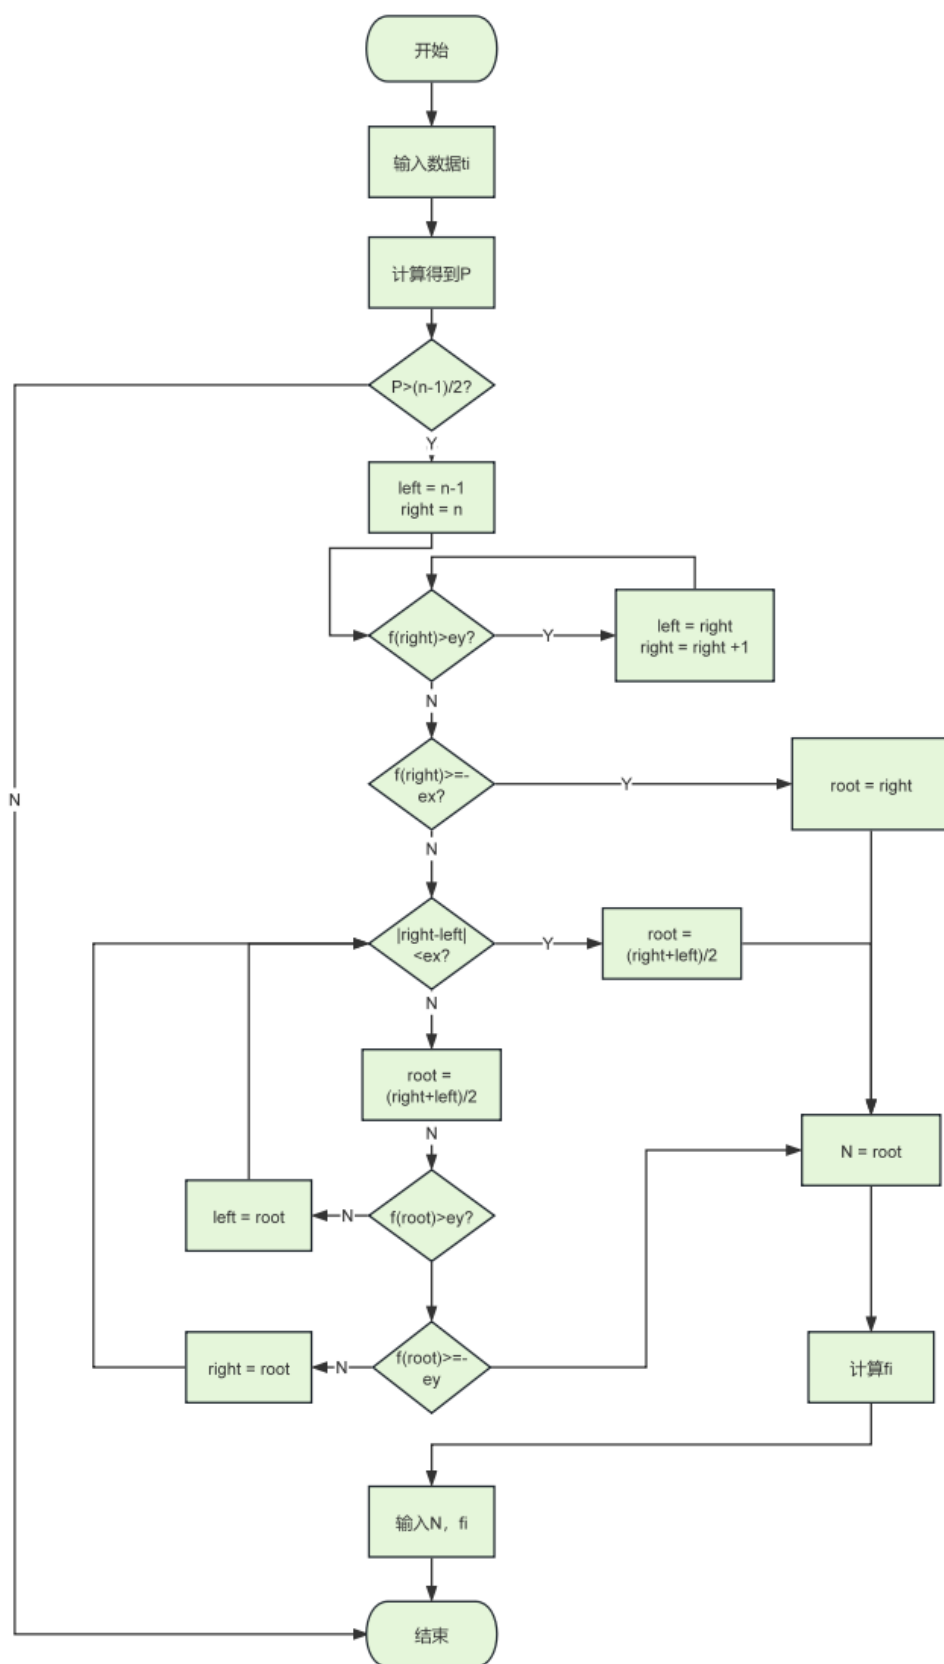 开始
输入数据ti
计算得到P
P>(n-1)/2?
Y
left = n-1
right = n
f(right)>ey?
Y
left = right
right = right +1
N
f(right)>=-
ex?
Y
root = right
N
N
|right-left|
<ex?
Y
root =
(right+left)/2
N
root =
(right+left)/2
N
N = root
left = root
N
f(root)>ey?
right = root
N
f(root)>=-
ey
计算fi
输入N，fi
结束